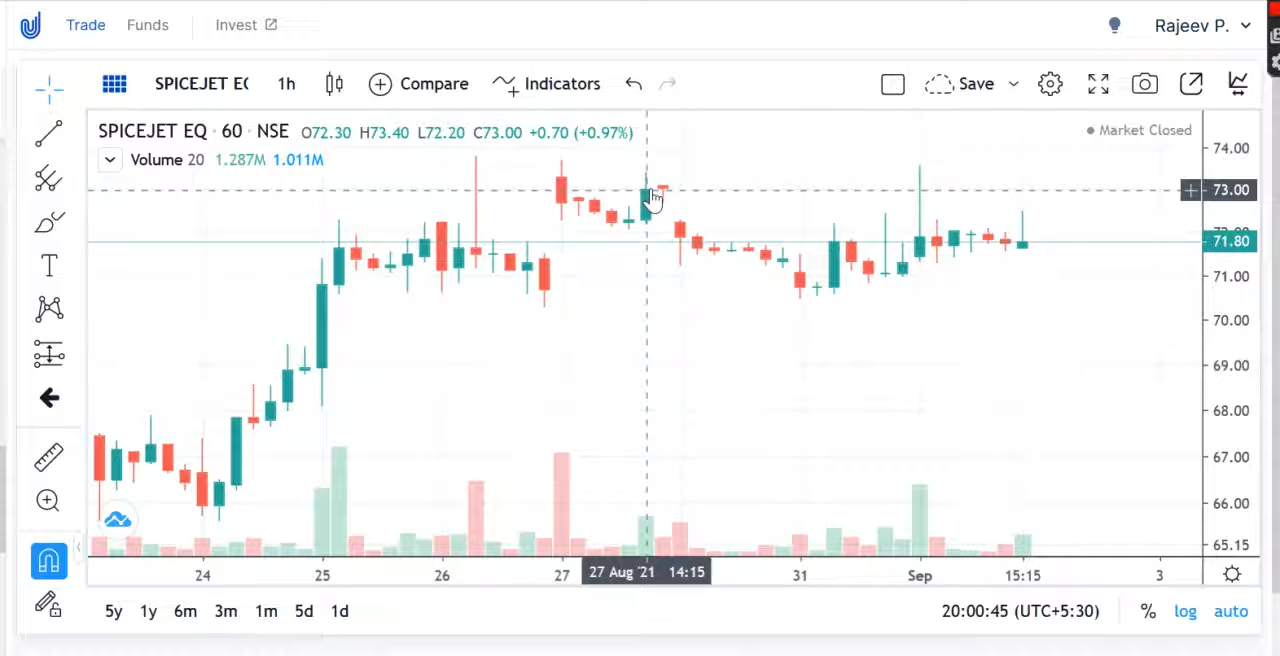 Trade Funds Invest Rajeev P.
SPICEJET EQ 1h Compare Indicators Save
SPICEJET EQ · 60 · NSE O72.30 H73.40 L72.20 C73.00 +0.70 (+0.97%) Market Closed
Volume 20 1.287M 1.011M
74.00
73.00
71.80
71.00
70.00
69.00
68.00
67.00
66.00
65.15
24 25 26 27 27 Aug '21 14:15 31 Sep 15:15 3
5y 1y 6m 3m 1m 5d 1d 20:00:45 (UTC+5:30) % log auto